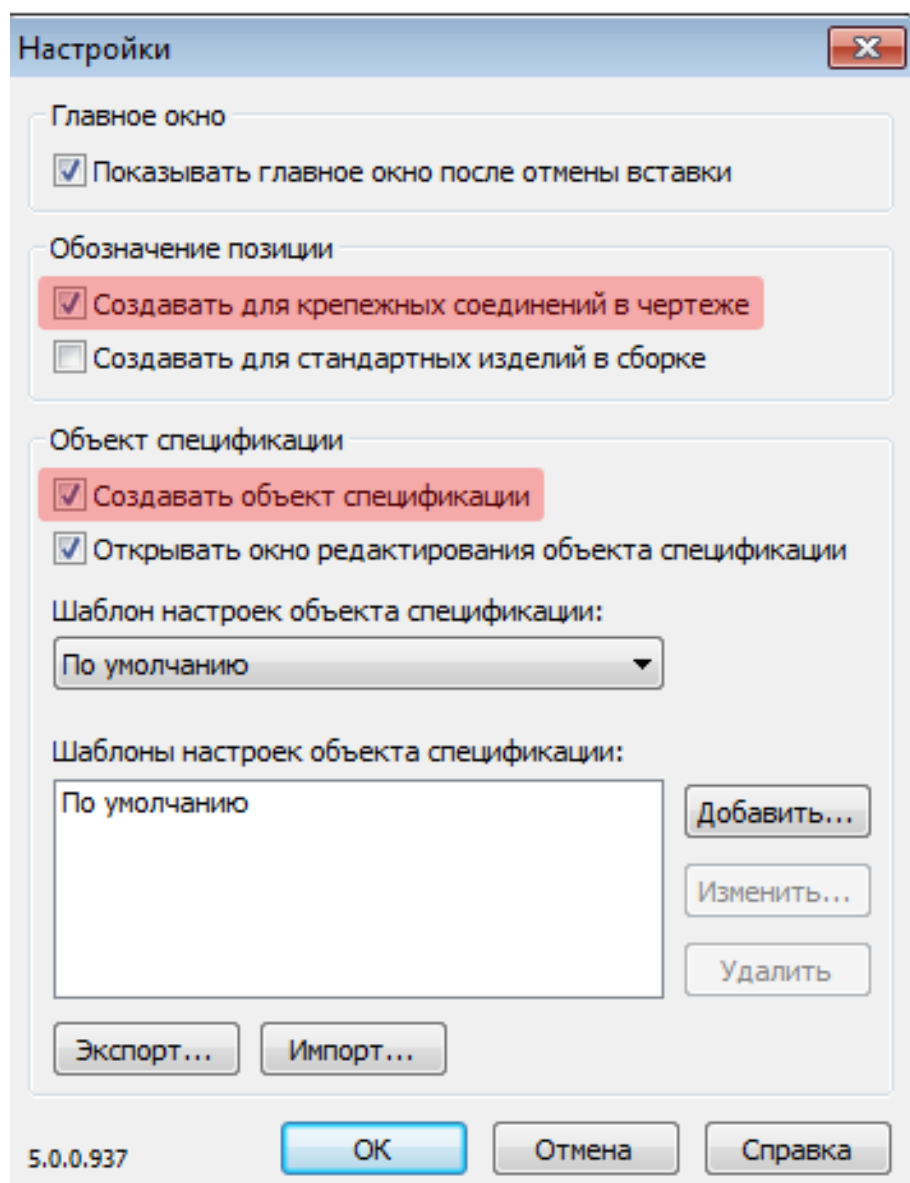 Настройки
Главное окно
Показывать главное окно после отмены вставки
Обозначение позиции
Создавать для крепежных соединений в чертеже
Создавать для стандартных изделий в сборке
Объект спецификации
Создавать объект спецификации
Открывать окно редактирования объекта спецификации
Шаблон настроек объекта спецификации:
По умолчанию
Шаблоны настроек объекта спецификации:
По умолчанию
Добавить...
Изменить...
Удалить
Экспорт... Импорт...
5.0.0.937 ОК Отмена Справка